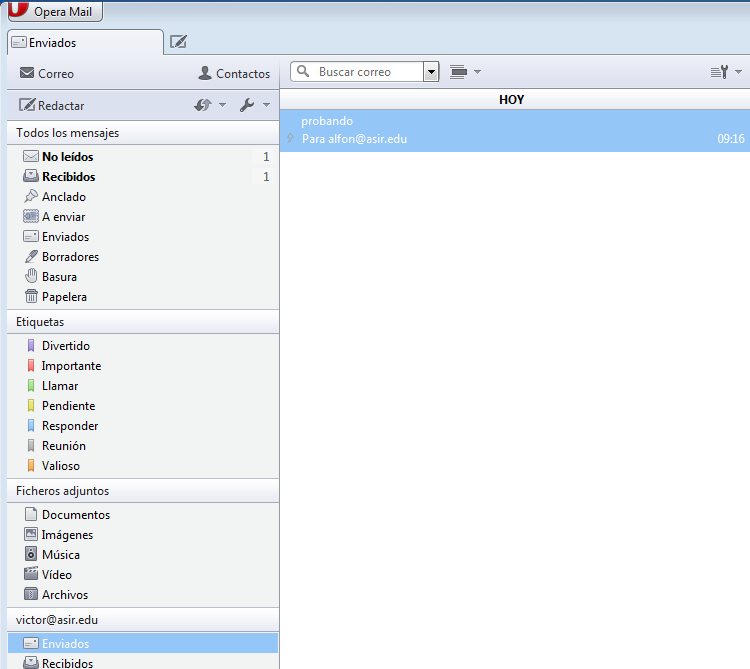 Opera Mail
Enviados
Correo
Contactos
Buscar correo
Redactar
HOY
Todos los mensajes
probando
Para alfon@asir.edu 09:16
No leídos 1
Recibidos 1
Anclado
A enviar
Enviados
Borradores
Basura
Papelera
Etiquetas
Divertido
Importante
Llamar
Pendiente
Responder
Reunión
Valioso
Ficheros adjuntos
Documentos
Imágenes
Música
Vídeo
Archivos
victor@asir.edu
Enviados
Recibidos